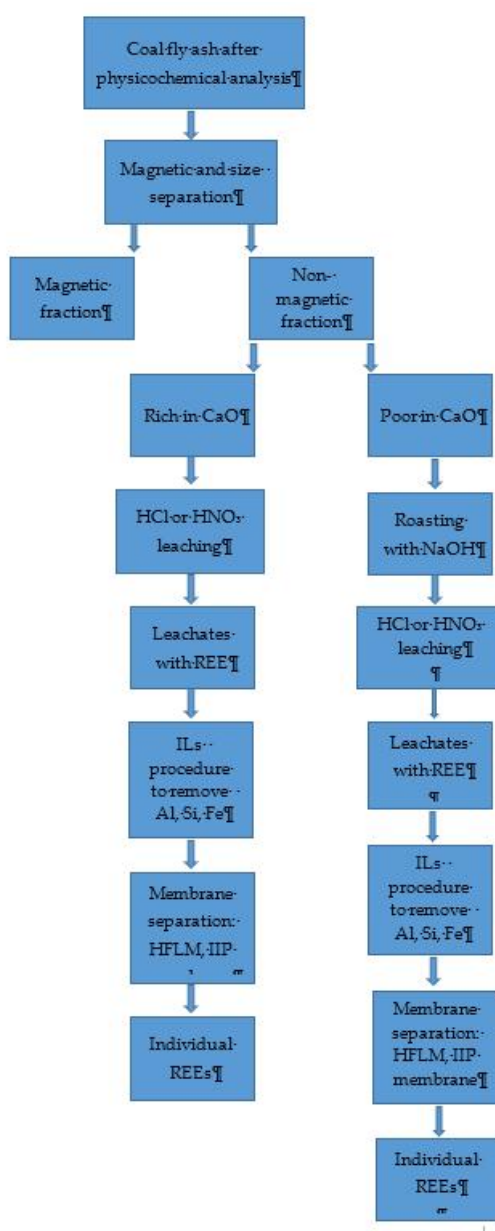 Coal·fly·ash·after·
physicochemical·analysis¶
Magnetic·and·size··
separation¶
Magnetic·
fraction¶
Non-·
magnetic·
fraction¶
Rich·in·CaO¶
HCl·or·HNO₃·
leaching¶
Leachates·
with·REE¶
ILs··
procedure·
to·remove··
Al,·Si,·Fe¶
Membrane·
separation:·
HFLM,·IIP·
Individual·
REEs¶
Poor·in·CaO¶
Roasting·
with·NaOH¶
HCl·or·HNO₃·
leaching¶
¶
Leachates·
with·REE¶
¶
ILs··
procedure·
to·remove··
Al,·Si,·Fe¶
Membrane·
separation:·
HFLM,·IIP·
membrane¶
Individual·
REEs¶
¶